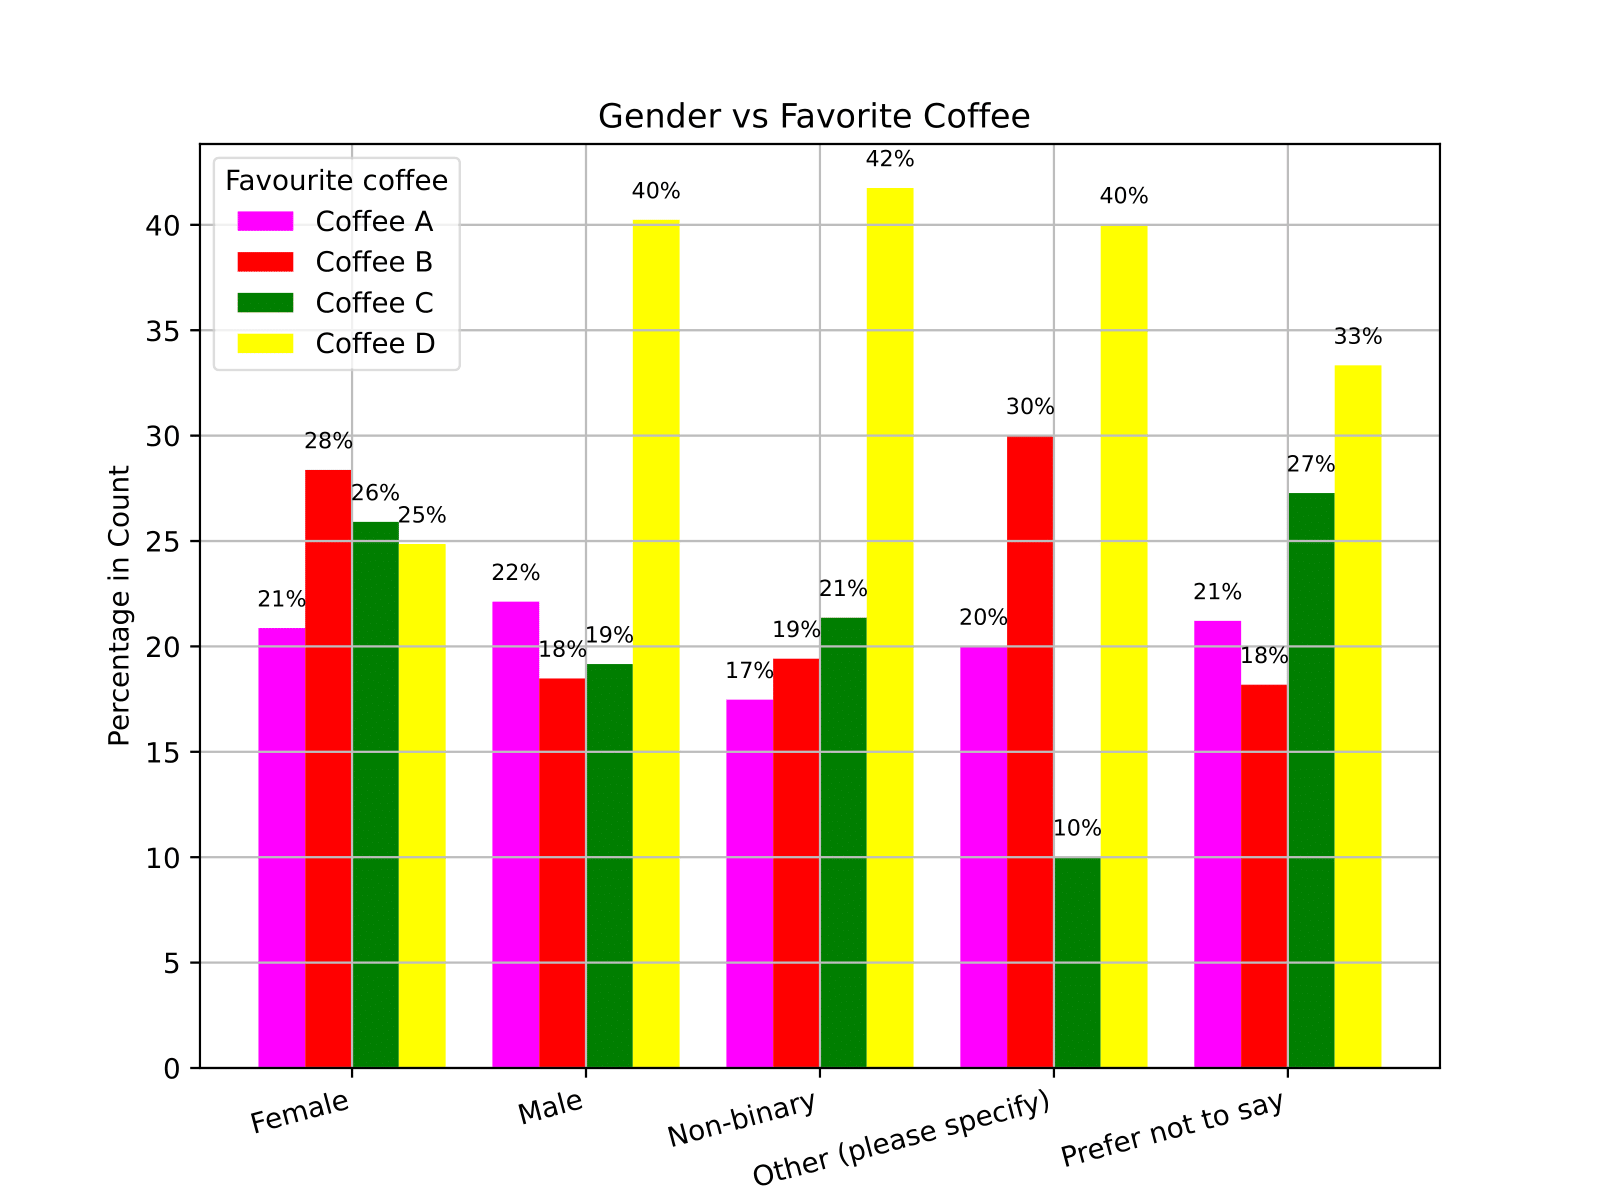 Gender vs Favorite Coffee
Favourite coffee
Coffee A
Coffee B
Coffee C
Coffee D
Percentage in Count
40
35
30
25
20
15
10
5
0
21%
28%
26%
25%
22%
18%
19%
40%
17%
19%
21%
42%
20%
30%
10%
40%
21%
18%
27%
33%
Female
Male
Non-binary
Other (please specify)
Prefer not to say